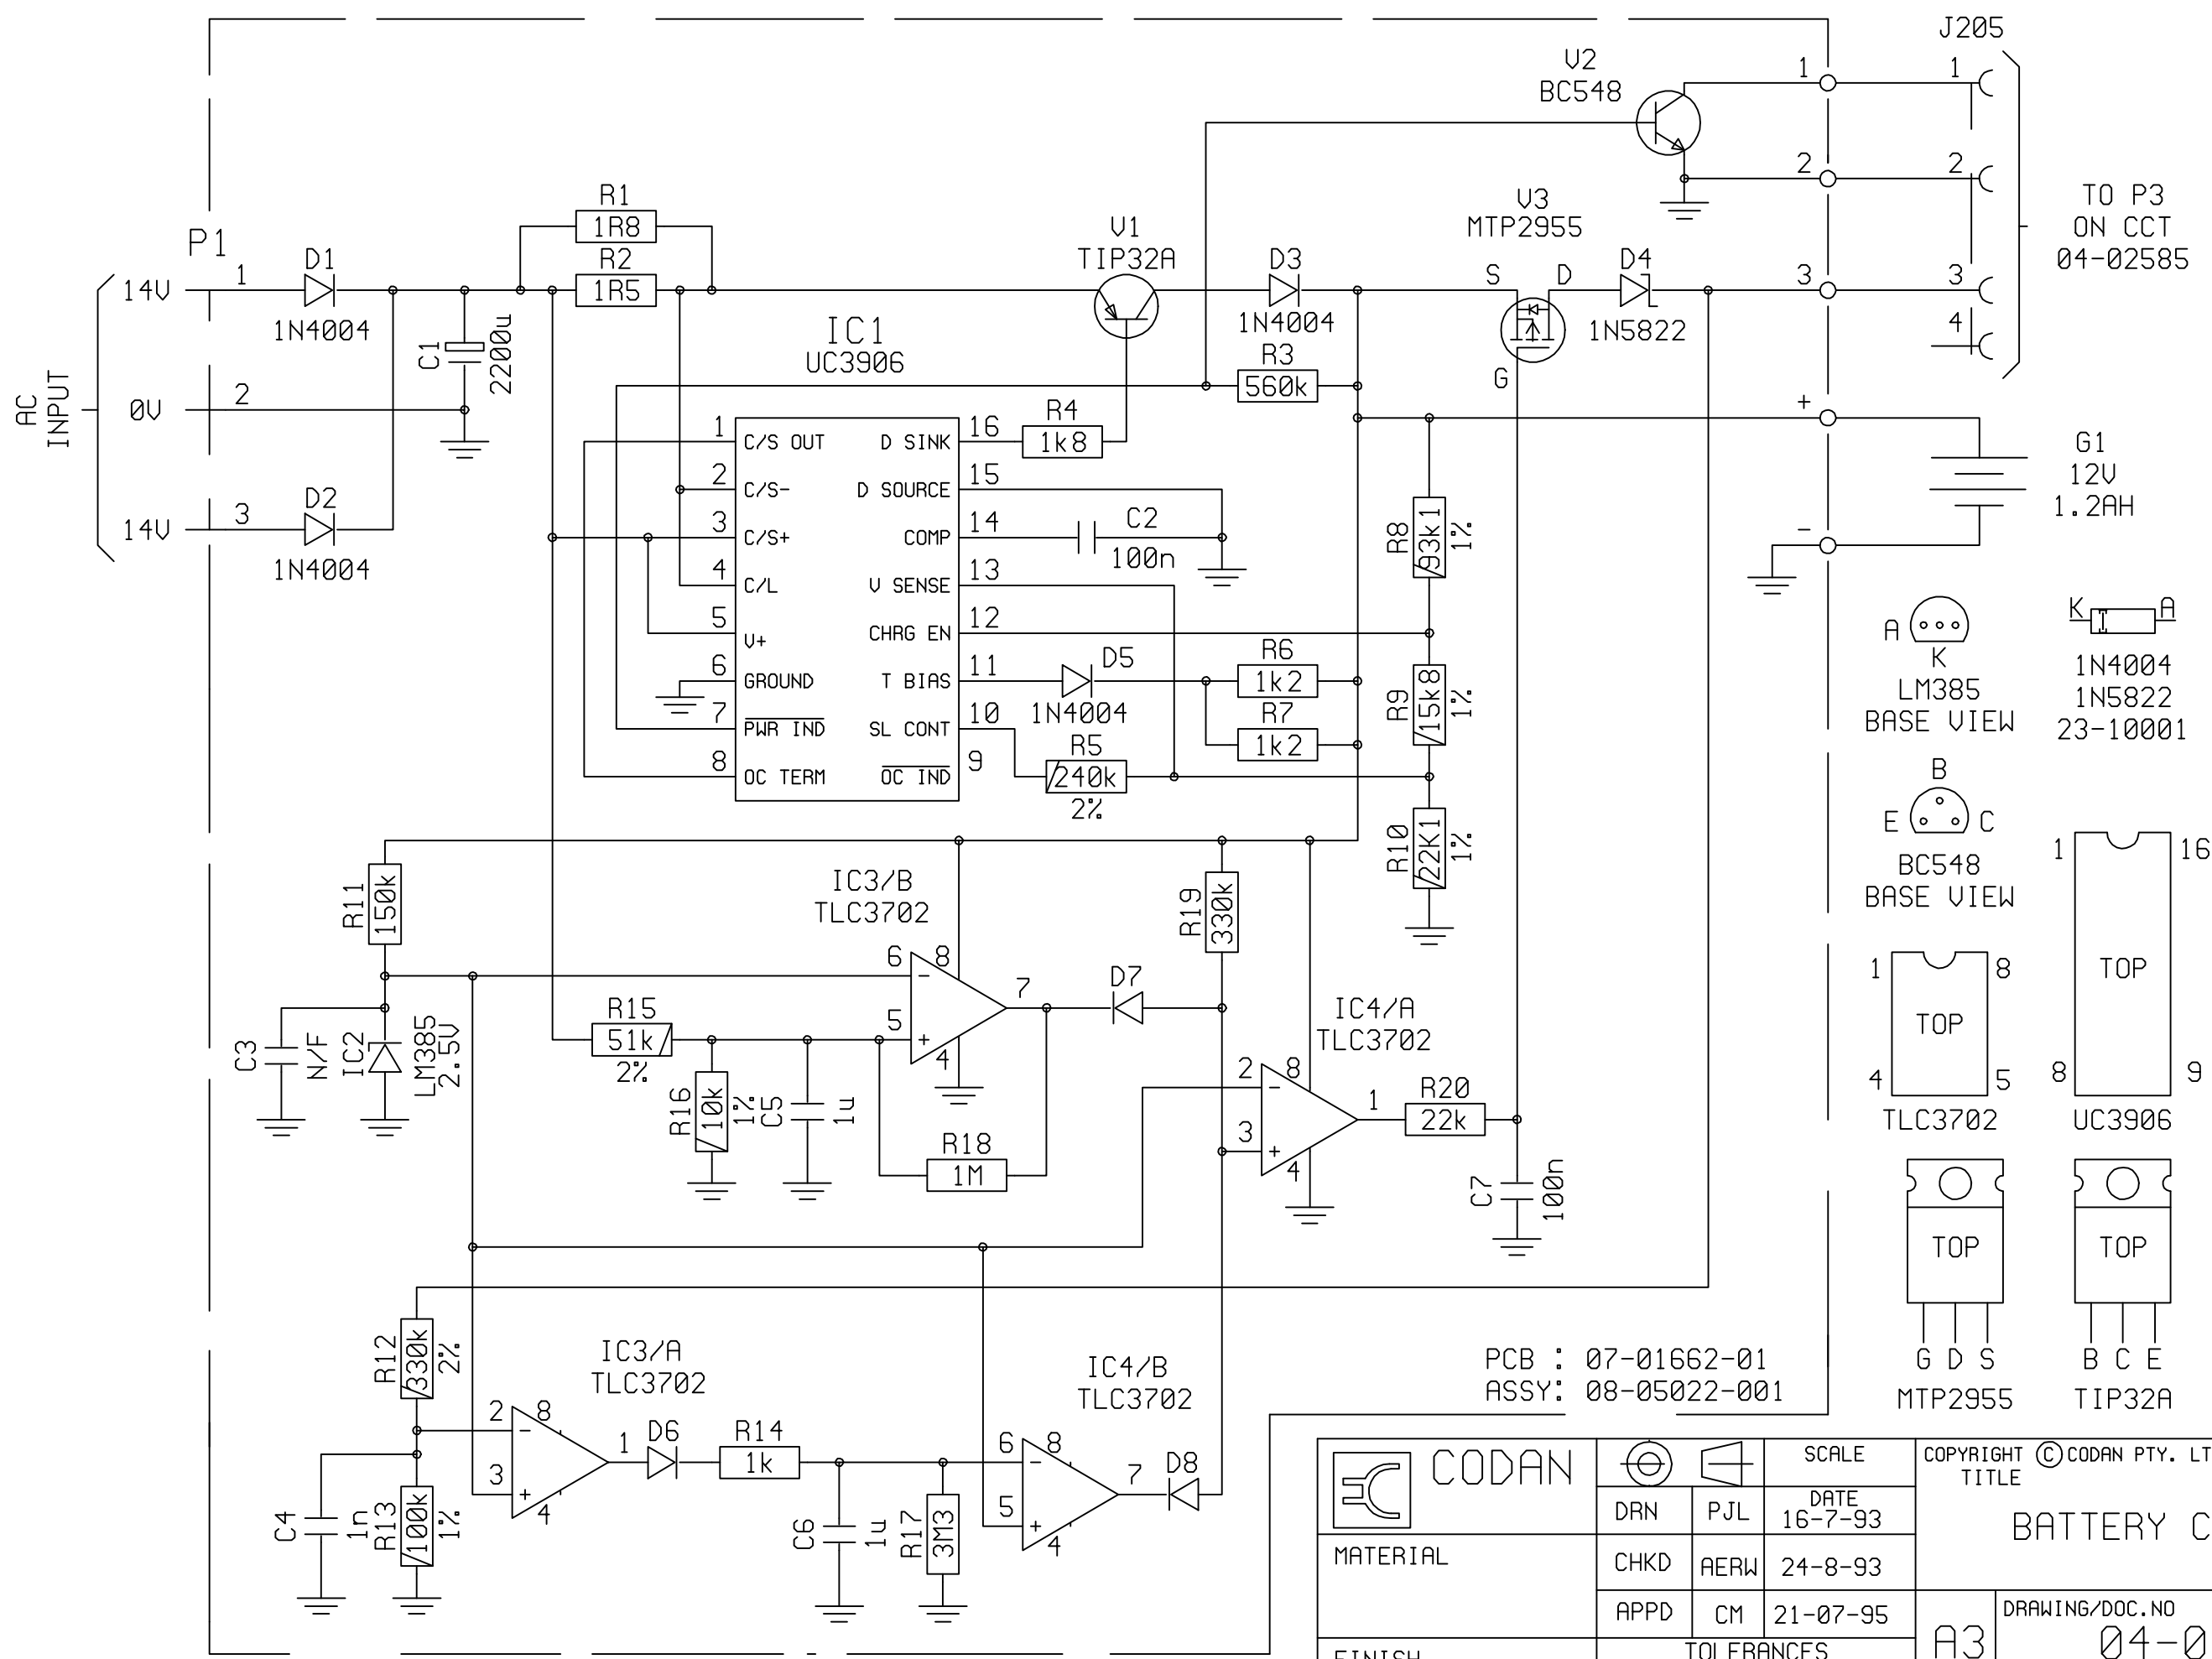 J205
V2
BC548
1
1
2
2
TO P3
ON CCT
04-02585
V3
MTP2955
S
D
D4
1N5822
3
3
4
G
R1
1R8
R2
1R5
P1
AC
INPUT
14V
1
D1
1N4004
0V
2
14V
3
D2
1N4004
C1
2200u
V1
TIP32A
D3
1N4004
R3
560k
IC1
UC3906
1
C/S OUT
2
C/S-
3
C/S+
4
C/L
5
V+
6
GROUND
7
PWR IND
8
OC TERM
D SINK
16
D SOURCE
15
COMP
14
V SENSE
13
CHRG EN
12
T BIAS
11
SL CONT
10
OC IND
9
R4
1k8
C2
100n
D5
1N4004
R6
1k2
R7
1k2
R5
240k
2%
R8
93k1
1%
R9
15k8
1%
R10
22K1
1%
+
-
G1
12V
1.2AH
A
K
LM385
BASE VIEW
K
A
1N4004
1N5822
23-10001
B
E
C
BC548
BASE VIEW
1
16
TOP
8
9
UC3906
1
8
TOP
4
5
TLC3702
TOP
G D S
MTP2955
TOP
B C E
TIP32A
R11
150k
C3
N/F
IC2
LM385
2.5V
IC3/B
TLC3702
6
8
-
5
+
4
7
R15
51k
2%
R16
10k
1%
C5
1u
R18
1M
D7
R19
330k
IC4/A
TLC3702
2
8
-
3
+
4
1
R20
22k
C7
100n
R12
330k
2%
R13
100k
1%
C4
1n
IC3/A
TLC3702
2
8
-
3
+
4
1
D6
R14
1k
C6
1u
R17
3M3
IC4/B
TLC3702
6
8
-
5
+
4
7
D8
PCB : 07-01662-01
ASSY: 08-05022-001
CODAN
SCALE
COPYRIGHT © CODAN PTY. LT
TITLE
BATTERY C
DRN
PJL
DATE
16-7-93
MATERIAL
CHKD
AERW
24-8-93
APPD
CM
21-07-95
DRAWING/DOC.NO
A3
04-0
FINISH
TOLERANCES